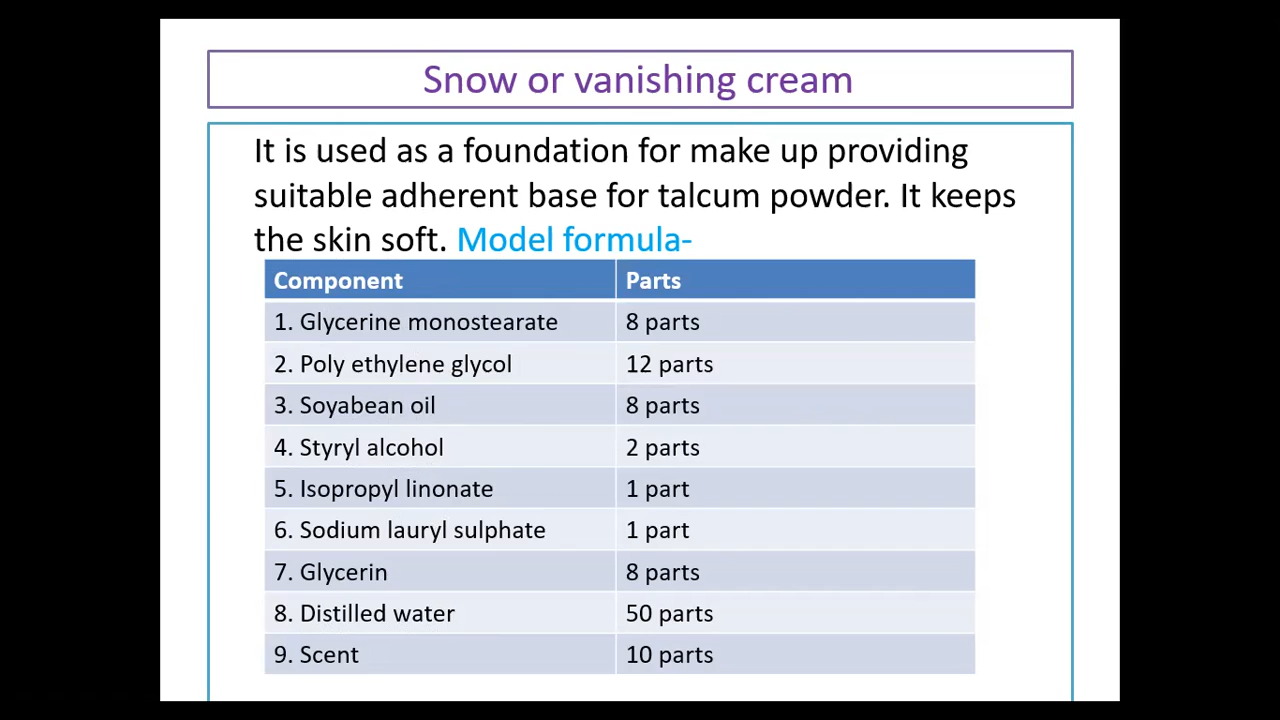 Snow or vanishing cream
It is used as a foundation for make up providing
suitable adherent base for talcum powder. It keeps
the skin soft. Model formula-
Component Parts
1. Glycerine monostearate 8 parts
2. Poly ethylene glycol 12 parts
3. Soyabean oil 8 parts
4. Styryl alcohol 2 parts
5. Isopropyl linonate 1 part
6. Sodium lauryl sulphate 1 part
7. Glycerin 8 parts
8. Distilled water 50 parts
9. Scent 10 parts